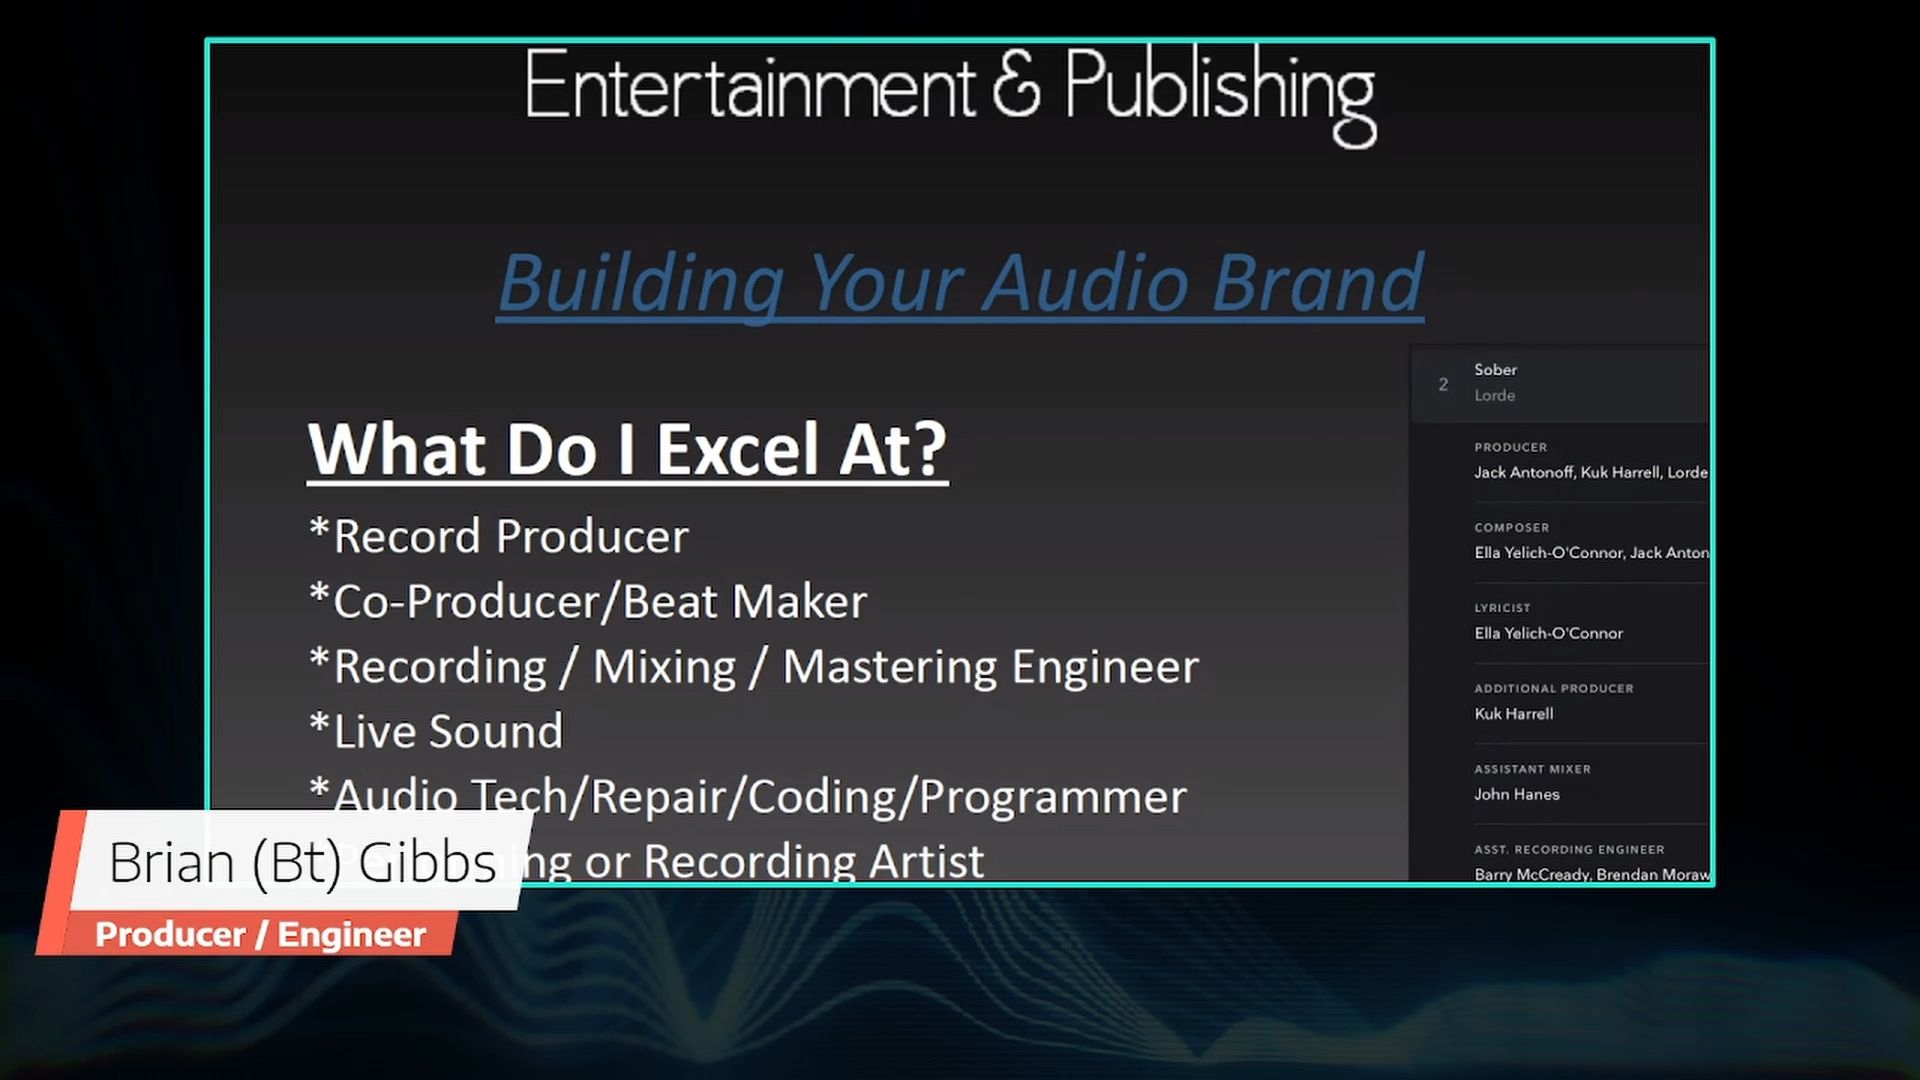 Entertainment & Publishing
Building Your Audio Brand
What Do I Excel At?
*Record Producer
*Co-Producer/Beat Maker
*Recording / Mixing / Mastering Engineer
*Live Sound
*Audio Tech/Repair/Coding/Programmer
or Recording Artist
2
Sober
Lorde
PRODUCER
Jack Antonoff, Kuk Harrell, Lorde
COMPOSER
Ella Yelich-O'Connor, Jack Anton
LYRICIST
Ella Yelich-O'Connor
ADDITIONAL PRODUCER
Kuk Harrell
ASSISTANT MIXER
John Hanes
ASST. RECORDING ENGINEER
Barry McCready, Brendan Moraw
Brian (Bt) Gibbs
Producer / Engineer